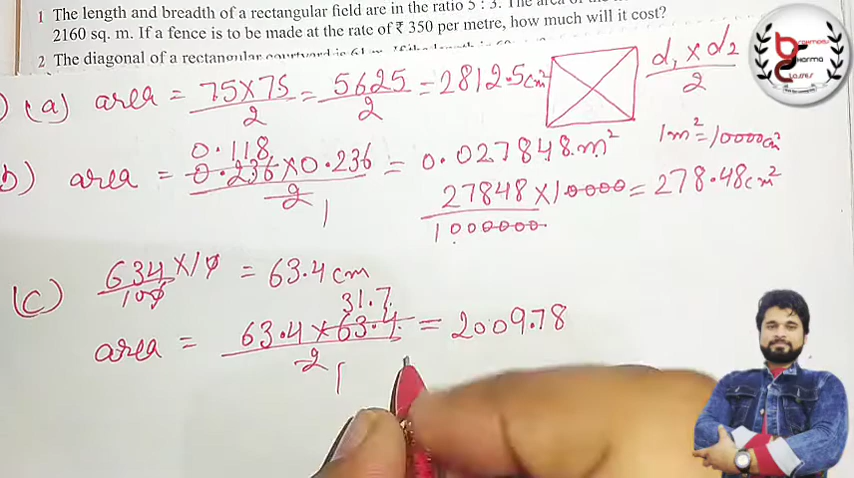 1 The length and breadth of a rectangular field are in the ratio 5 : 3. The area of the
2160 sq. m. If a fence is to be made at the rate of ₹ 350 per metre, how much will it cost?
2 The diagonal of a rectangular courtyard is 61 m.
) (a) area = 75×75/2 = 5625/2 = 2812.5cm²
d₁ × d₂/2
b) area = 0.118 0.236×0.236/2 1 = 0.027848.m²
1m²=10000cm²
27848×10000/1000000 = 278.48cm²
(c) 634/100 ×10 = 63.4 cm
area = 63.4×63.4/2 31.7 1 = 2009.78
Sharma
Classes